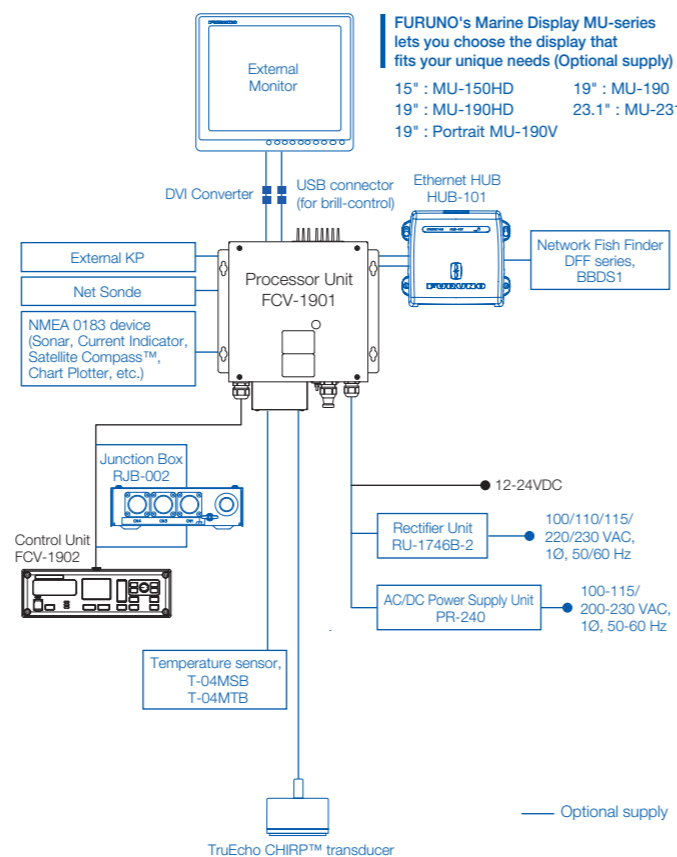 FURUNO
External
Monitor
FURUNO's Marine Display MU-series
lets you choose the display that
fits your unique needs (Optional supply)
15" : MU-150HD
19" : MU-190
19" : MU-190HD
23.1" :
19" : Portrait MU-190V
DVI Converter
USB connector
(for brill-control)
Ethernet HUB
HUB-101
FURUNO
External KP
Net Sonde
NMEA 0183 device
(Sonar, Current Indicator,
Satellite Compass™,
Chart Plotter, etc.)
Processor Unit
FCV-1901
Network Fish Finder
DFF series,
BBDS1
Junction Box
RJB-002
Control Unit
FCV-1902
12-24VDC
Rectifier Unit
RU-1746B-2
100/110/115/
220/230 VAC,
1Ø, 50/60 Hz
AC/DC Power Supply Unit
PR-240
100-115/
200-230 VAC,
1Ø, 50-60 Hz
Temperature sensor,
T-04MSB
T-04MTB
Optional supply
TruEcho CHIRP™ transducer